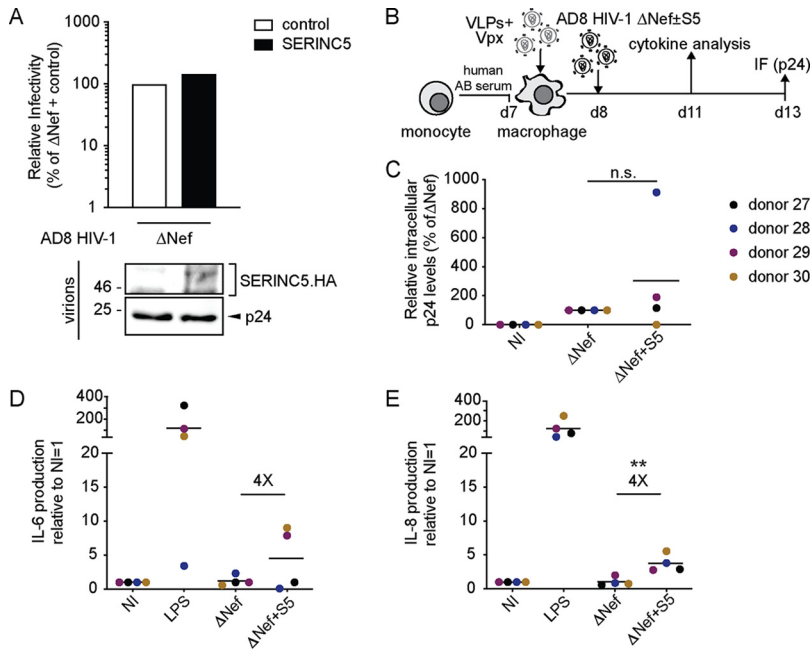 A
control
SERINC5
Relative Infectivity
(% of ΔNef + control)
1000
100
10
1
AD8 HIV-1
ΔNef
virions
46 -
25 -
SERINC5.HA
p24
B
VLPs+
Vpx
AD8 HIV-1 ΔNef±S5
cytokine analysis
IF (p24)
human
AB serum
d7
d8
d11
d13
monocyte
macrophage
C
Relative intracellular
p24 levels (% of ΔNef)
1000
800
600
400
200
0
n.s.
NI
ΔNef
ΔNef+S5
donor 27
donor 28
donor 29
donor 30
D
IL-6 production
relative to NI=1
400
200
20
15
10
5
0
4X
NI
LPS
ΔNef
ΔNef+S5
E
IL-8 production
relative to NI=1
400
200
20
15
10
5
0
**
4X
NI
LPS
ΔNef
ΔNef+S5